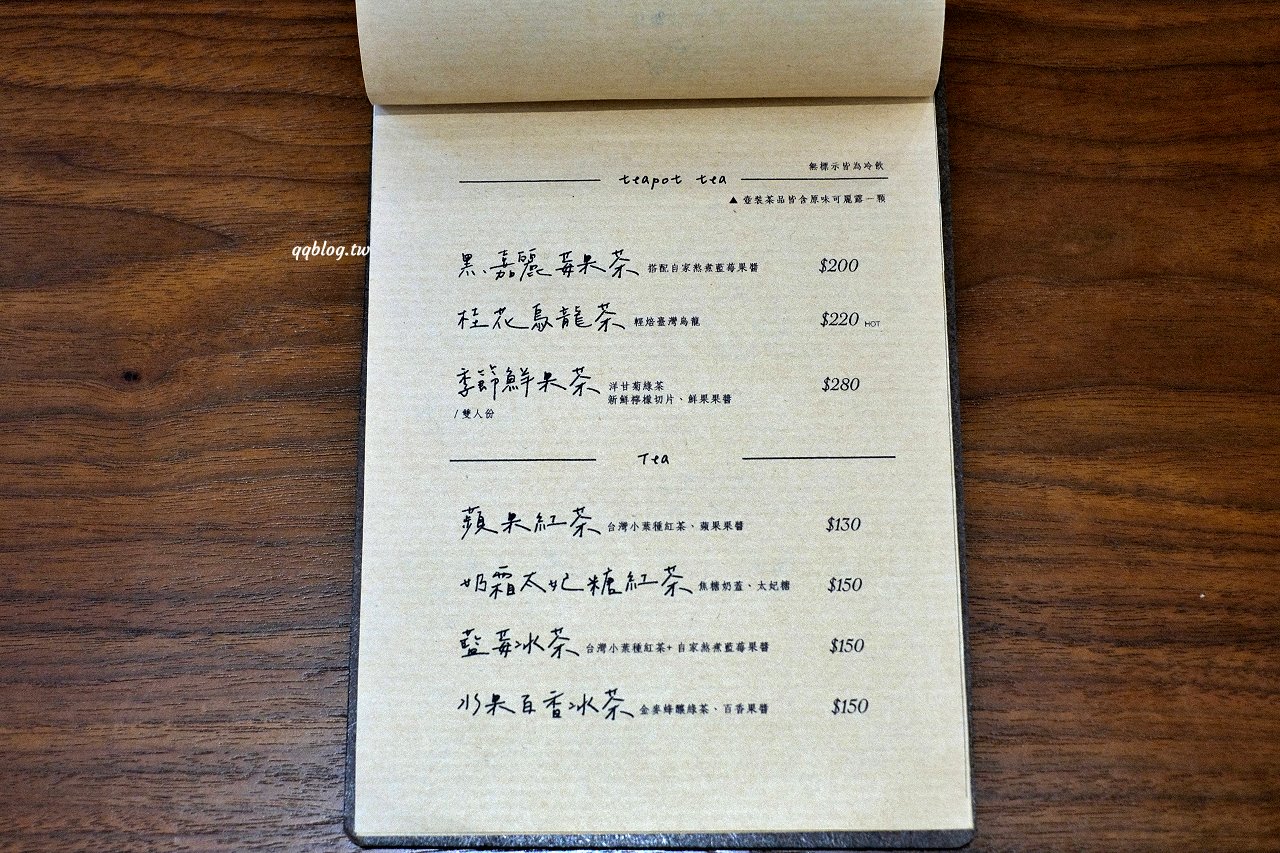 無標示皆為冷飲
teapot tea
▲ 壺裝茶品皆含原味可麗露一顆
qqblog.tw
黑、嘉麗莓果茶 搭配自家熬煮藍莓果醬 $200
桂花烏龍茶 輕焙臺灣烏龍 $220 HOT
季節鮮果茶 洋甘菊綠茶 $280
新鮮檸檬切片、鮮果果醬
/ 雙人份
Tea
蘋果紅茶 台灣小葉種紅茶、蘋果果醬 $130
奶霜太妃糖紅茶 焦糖奶蓋、太妃糖 $150
藍莓冰茶 台灣小葉種紅茶+自家熬煮藍莓果醬 $150
水果百香冰茶 金麥蜂釀綠茶、百香果醬 $150